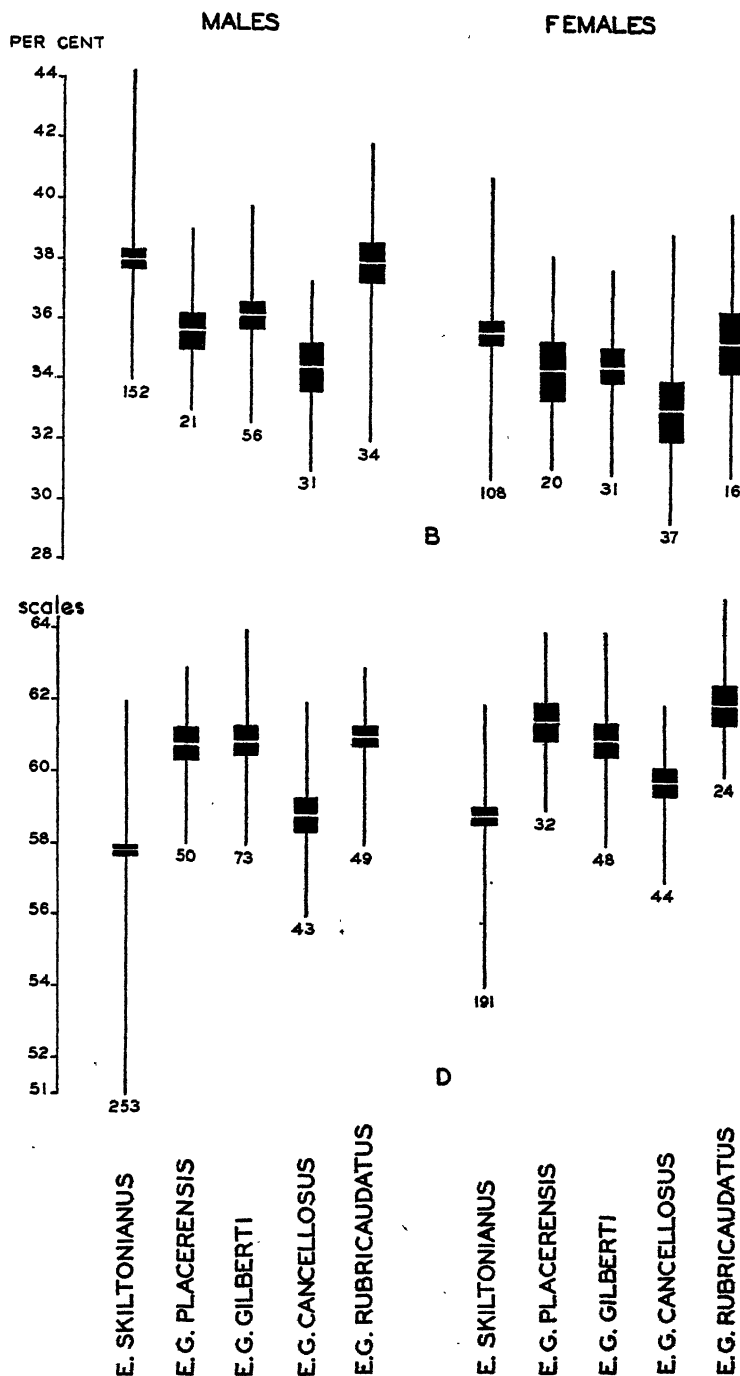 MALES FEMALES
PER CENT
44
42
40
38
36
34
32
30
28
152 21 56 31 34 108 20 31 37 16
B
scales
64
62
60
58
56
54
52
51
253 50 73 43 49 191 32 48 44 24
D
E. SKILTONIANUS
E.G. PLACERENSIS
E.G. GILBERTI
E.G. CANCELLOSUS
E.G. RUBRICAUDATUS
E. SKILTONIANUS
E.G. PLACERENSIS
E.G. GILBERTI
E.G. CANCELLOSUS
E.G. RUBRICAUDATUS